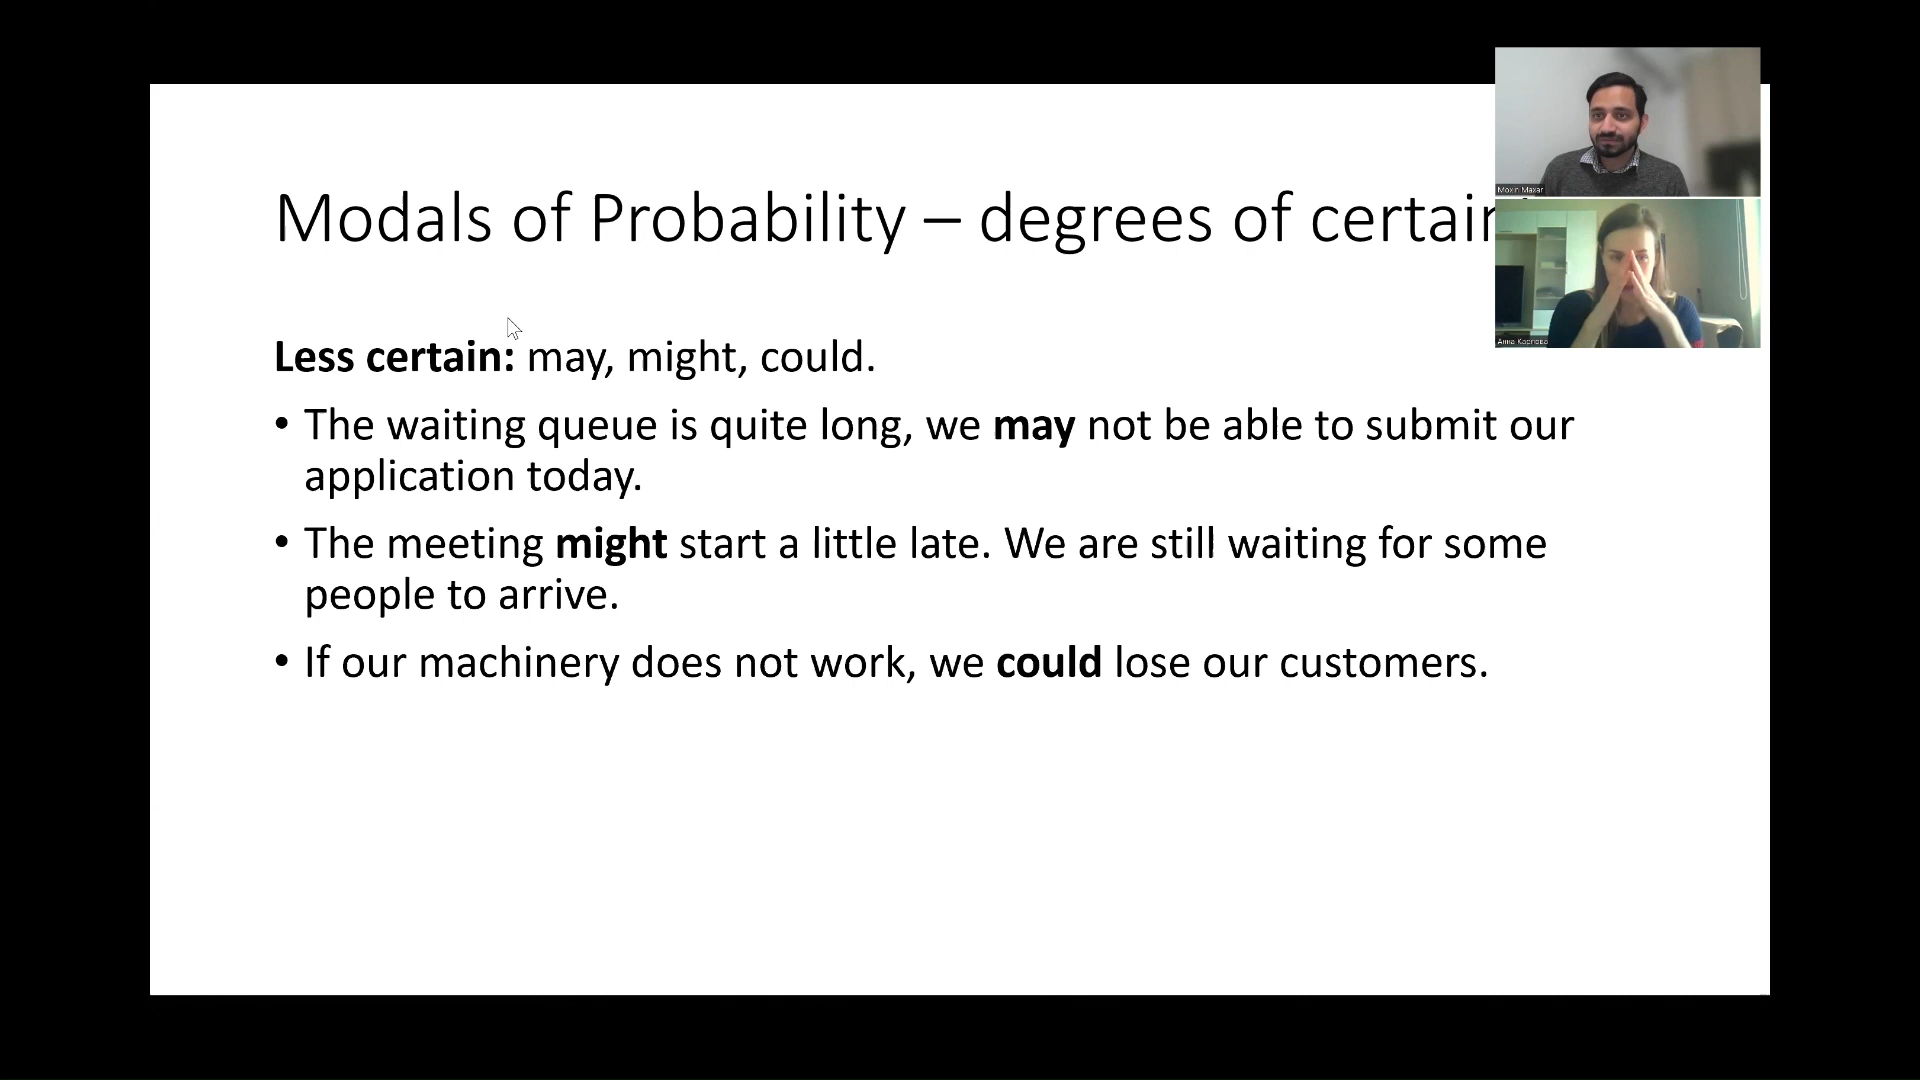 Modals of Probability – degrees of certain
Less certain: may, might, could.
• The waiting queue is quite long, we may not be able to submit our
application today.
• The meeting might start a little late. We are still waiting for some
people to arrive.
• If our machinery does not work, we could lose our customers.
Анна Карпова